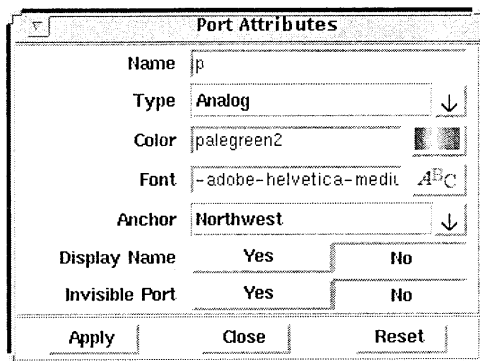 Port Attributes
Name p
Type Analog
Color palegreen2
Font -adobe-helvetica-mediu ABC
Anchor Northwest
Display Name Yes No
Invisible Port Yes No
Apply Close Reset